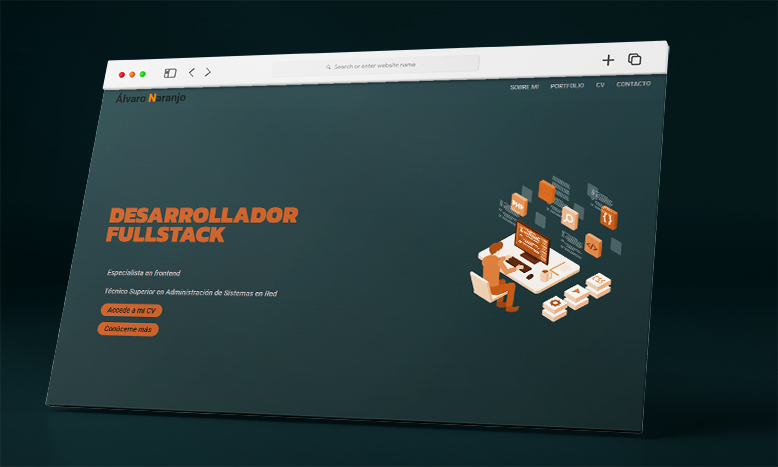 Search or enter website name
Álvaro Naranjo
SOBRE MI PORTFOLIO CV CONTACTO
DESARROLLADOR
FULLSTACK
Especialista en frontend
Técnico Superior en Administración de Sistemas en Red
Accede a mi CV
Conóceme más
PHP
{ }
</>